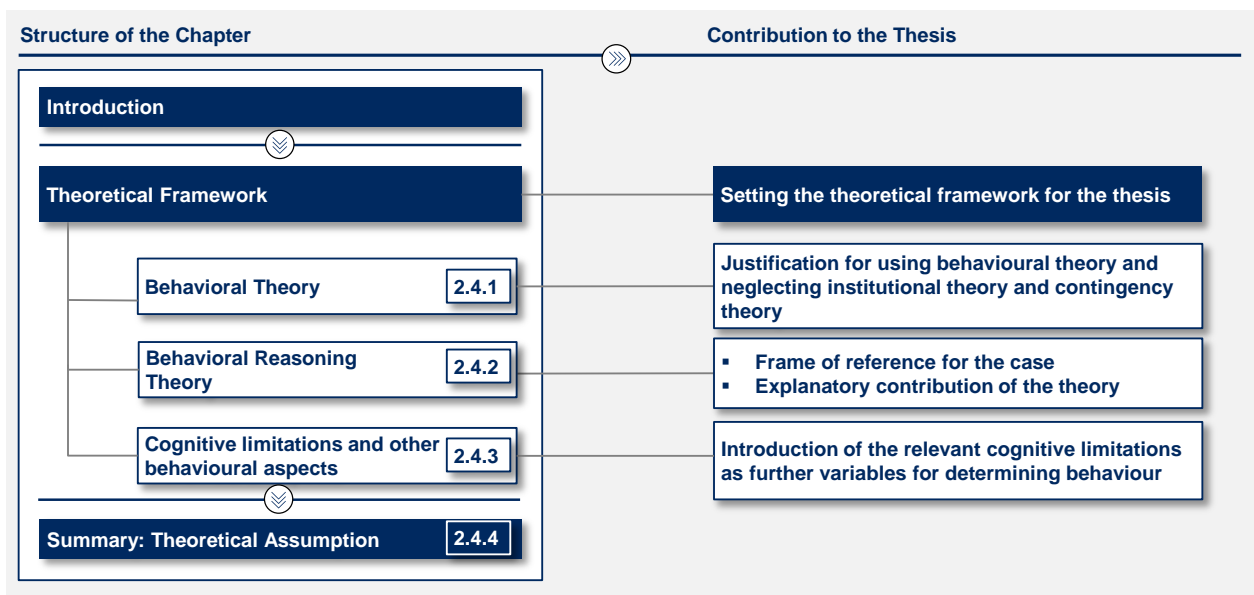 Structure of the Chapter
Contribution to the Thesis
Introduction
Theoretical Framework
Setting the theoretical framework for the thesis
Behavioral Theory
2.4.1
Justification for using behavioural theory and
neglecting institutional theory and contingency
theory
Behavioral Reasoning
Theory
2.4.2
▪ Frame of reference for the case
▪ Explanatory contribution of the theory
Cognitive limitations and other
behavioural aspects
2.4.3
Introduction of the relevant cognitive limitations
as further variables for determining behaviour
Summary: Theoretical Assumption
2.4.4